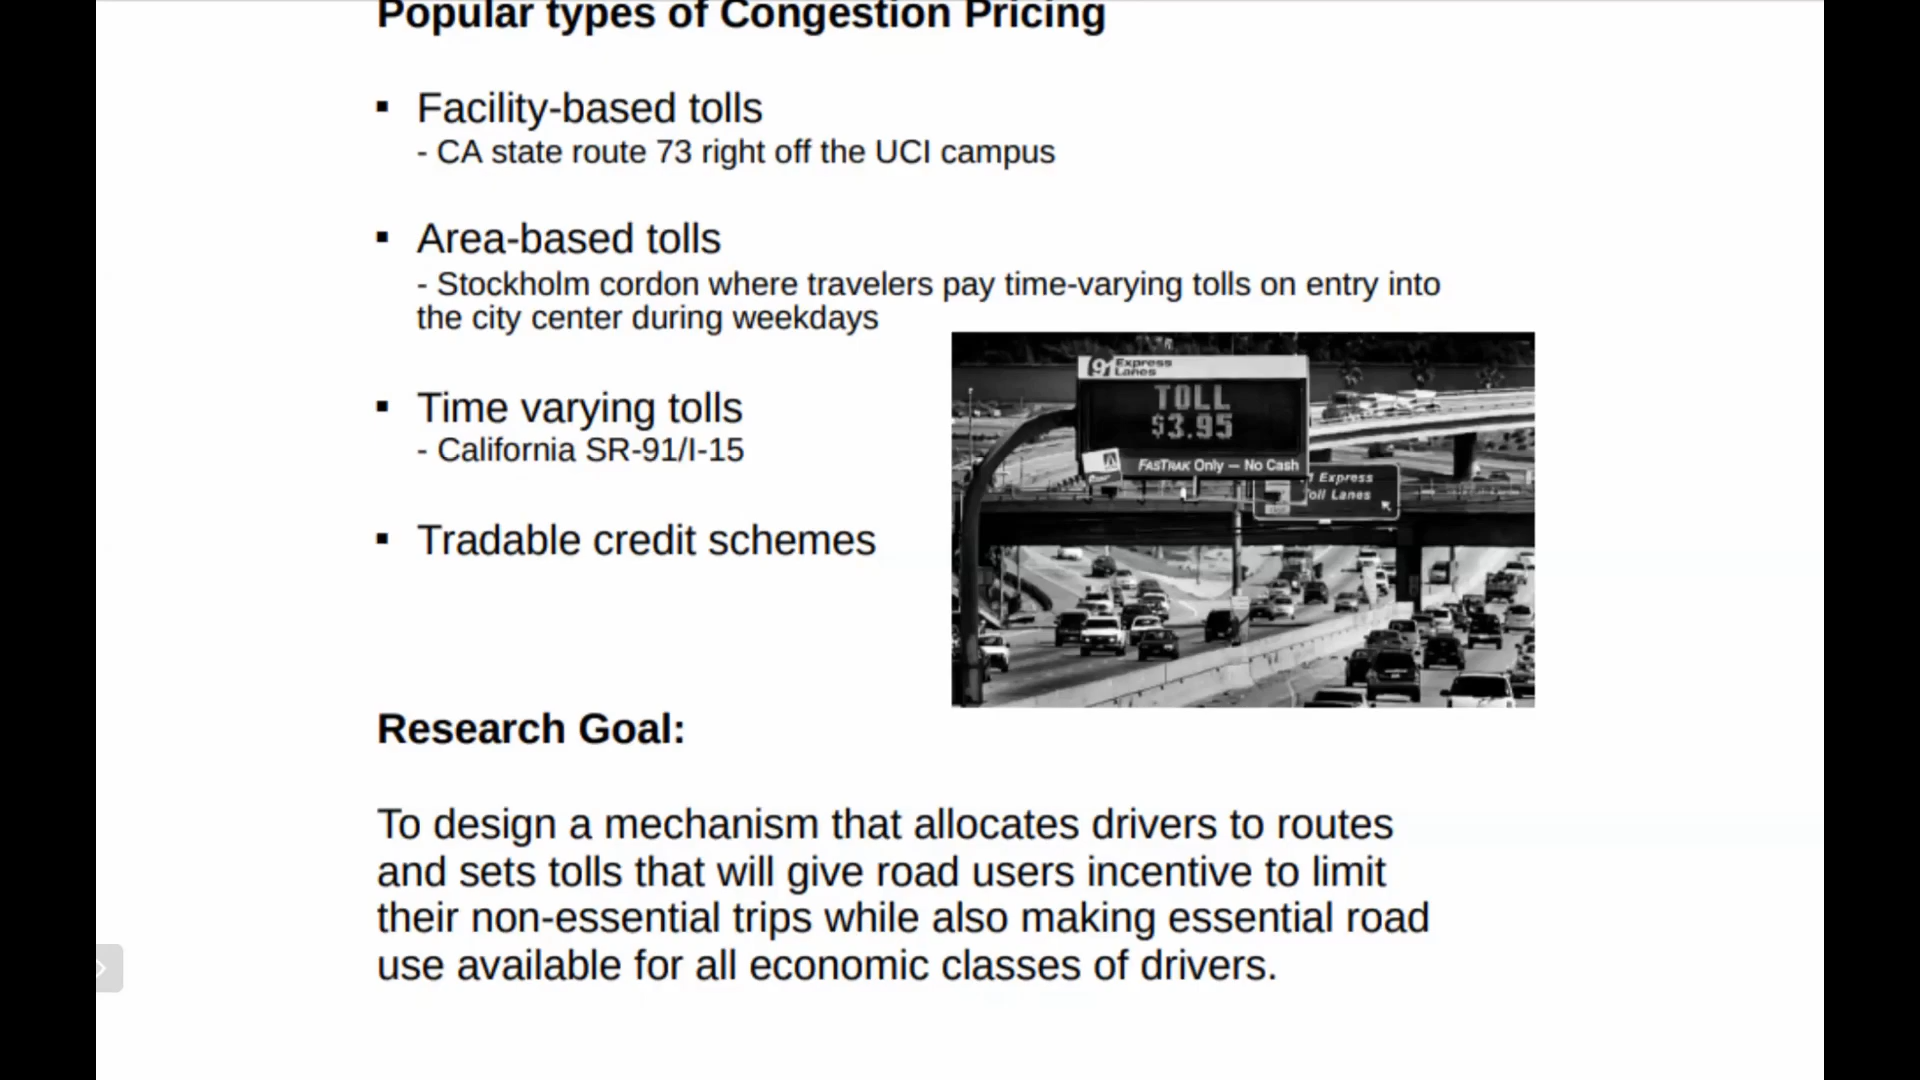 Popular types of Congestion Pricing
▪ Facility-based tolls
- CA state route 73 right off the UCI campus
▪ Area-based tolls
- Stockholm cordon where travelers pay time-varying tolls on entry into
the city center during weekdays
▪ Time varying tolls
- California SR-91/I-15
▪ Tradable credit schemes
91 Express
Lanes
TOLL
$3.95
FASTRAK Only — No Cash
1 Express
Toll Lanes
Research Goal:
To design a mechanism that allocates drivers to routes
and sets tolls that will give road users incentive to limit
their non-essential trips while also making essential road
use available for all economic classes of drivers.